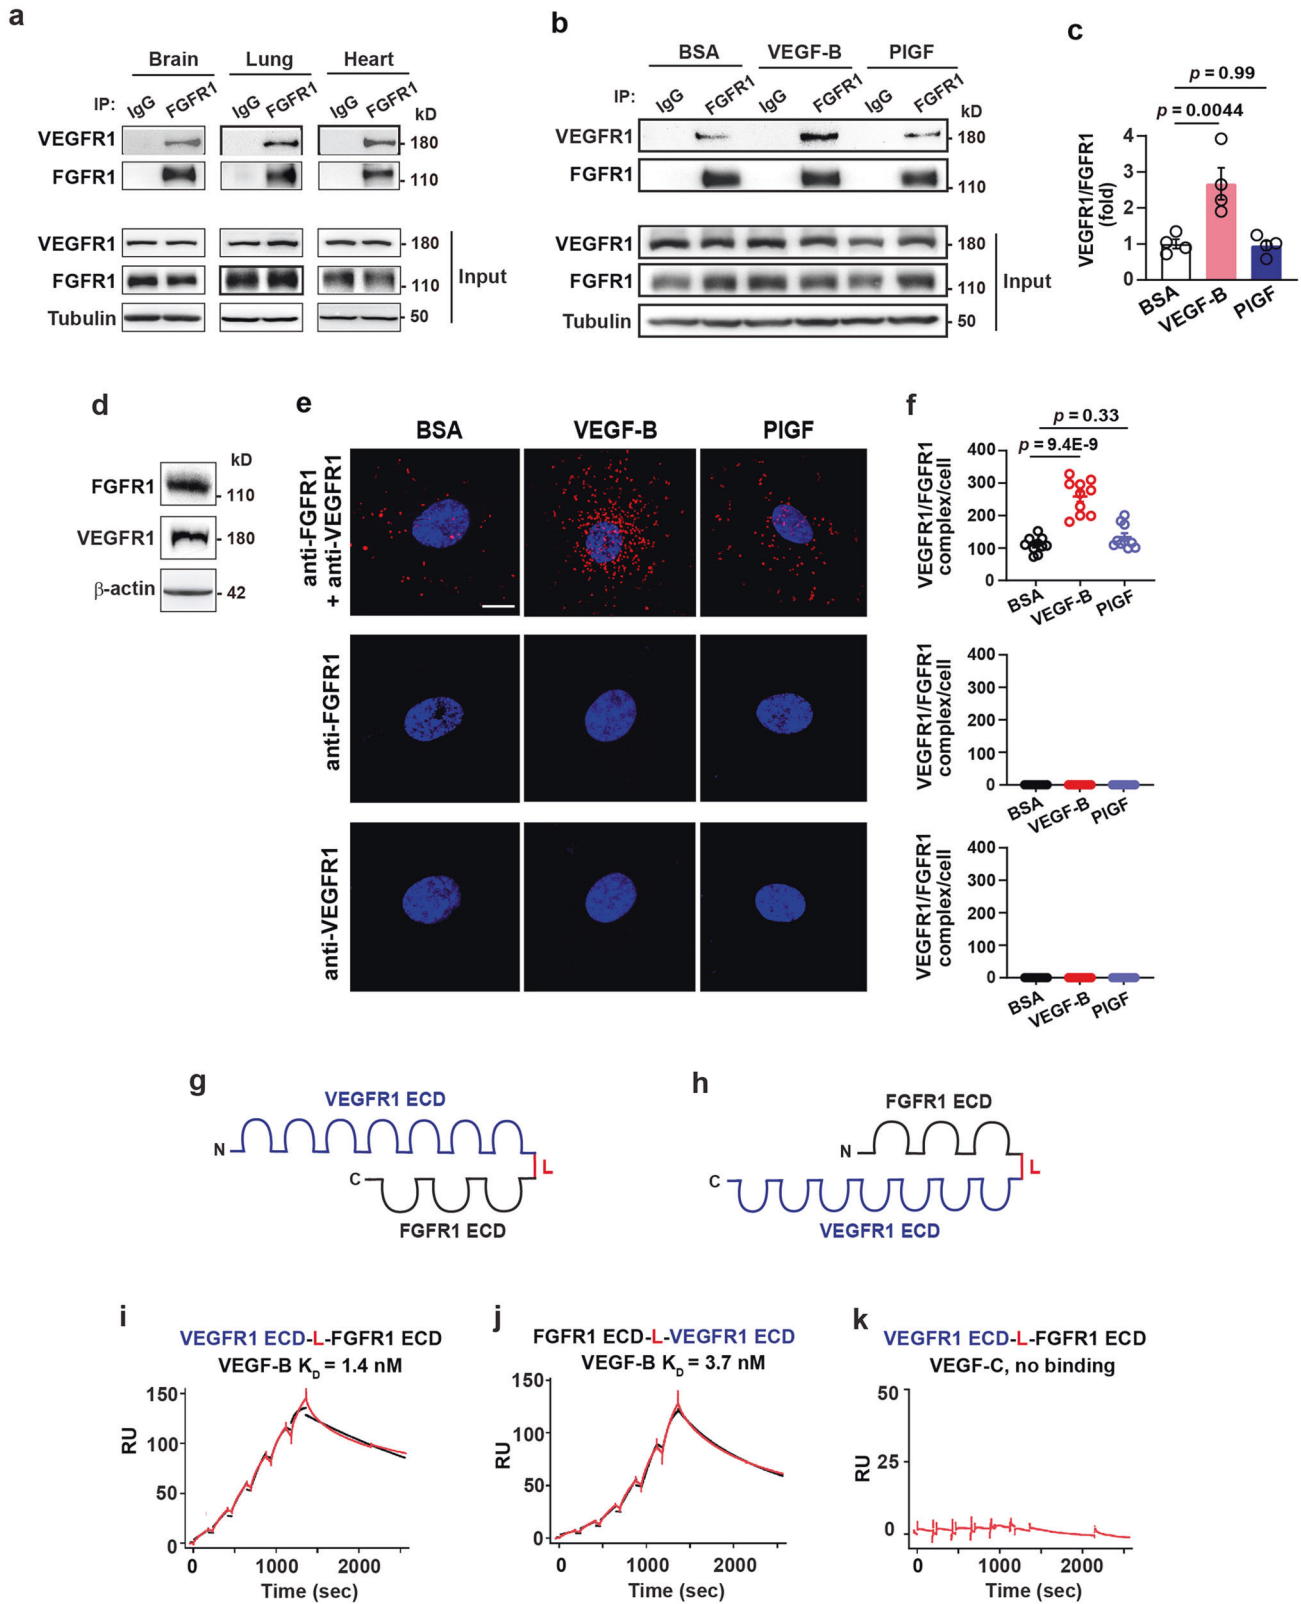 a
Brain Lung Heart
IP: IgG FGFR1 IgG FGFR1 IgG FGFR1 kD
VEGFR1 180
FGFR1 110
VEGFR1 180
FGFR1 110
Tubulin 50
Input
b
BSA VEGF-B PlGF
IP: IgG FGFR1 IgG FGFR1 IgG FGFR1 kD
VEGFR1 180
FGFR1 110
VEGFR1 180
FGFR1 110
Tubulin 50
Input
c
p = 0.99
p = 0.0044
VEGFR1/FGFR1
(fold)
4
3
2
1
0
BSA VEGF-B PlGF
d
kD
FGFR1 110
VEGFR1 180
β-actin 42
e
BSA VEGF-B PlGF
anti-FGFR1
+ anti-VEGFR1
anti-FGFR1
anti-VEGFR1
f
p = 0.33
p = 9.4E-9
VEGFR1/FGFR1
complex/cell
400
300
200
100
0
BSA VEGF-B PlGF
VEGFR1/FGFR1
complex/cell
400
300
200
100
0
BSA VEGF-B PlGF
VEGFR1/FGFR1
complex/cell
400
300
200
100
0
BSA VEGF-B PlGF
g
VEGFR1 ECD
N
L
C
FGFR1 ECD
h
FGFR1 ECD
N
L
C
VEGFR1 ECD
i
VEGFR1 ECD-L-FGFR1 ECD
VEGF-B KD = 1.4 nM
RU
150
100
50
0
0 1000 2000
Time (sec)
j
FGFR1 ECD-L-VEGFR1 ECD
VEGF-B KD = 3.7 nM
RU
150
100
50
0
0 1000 2000
Time (sec)
k
VEGFR1 ECD-L-FGFR1 ECD
VEGF-C, no binding
RU
50
25
0
0 1000 2000
Time (sec)